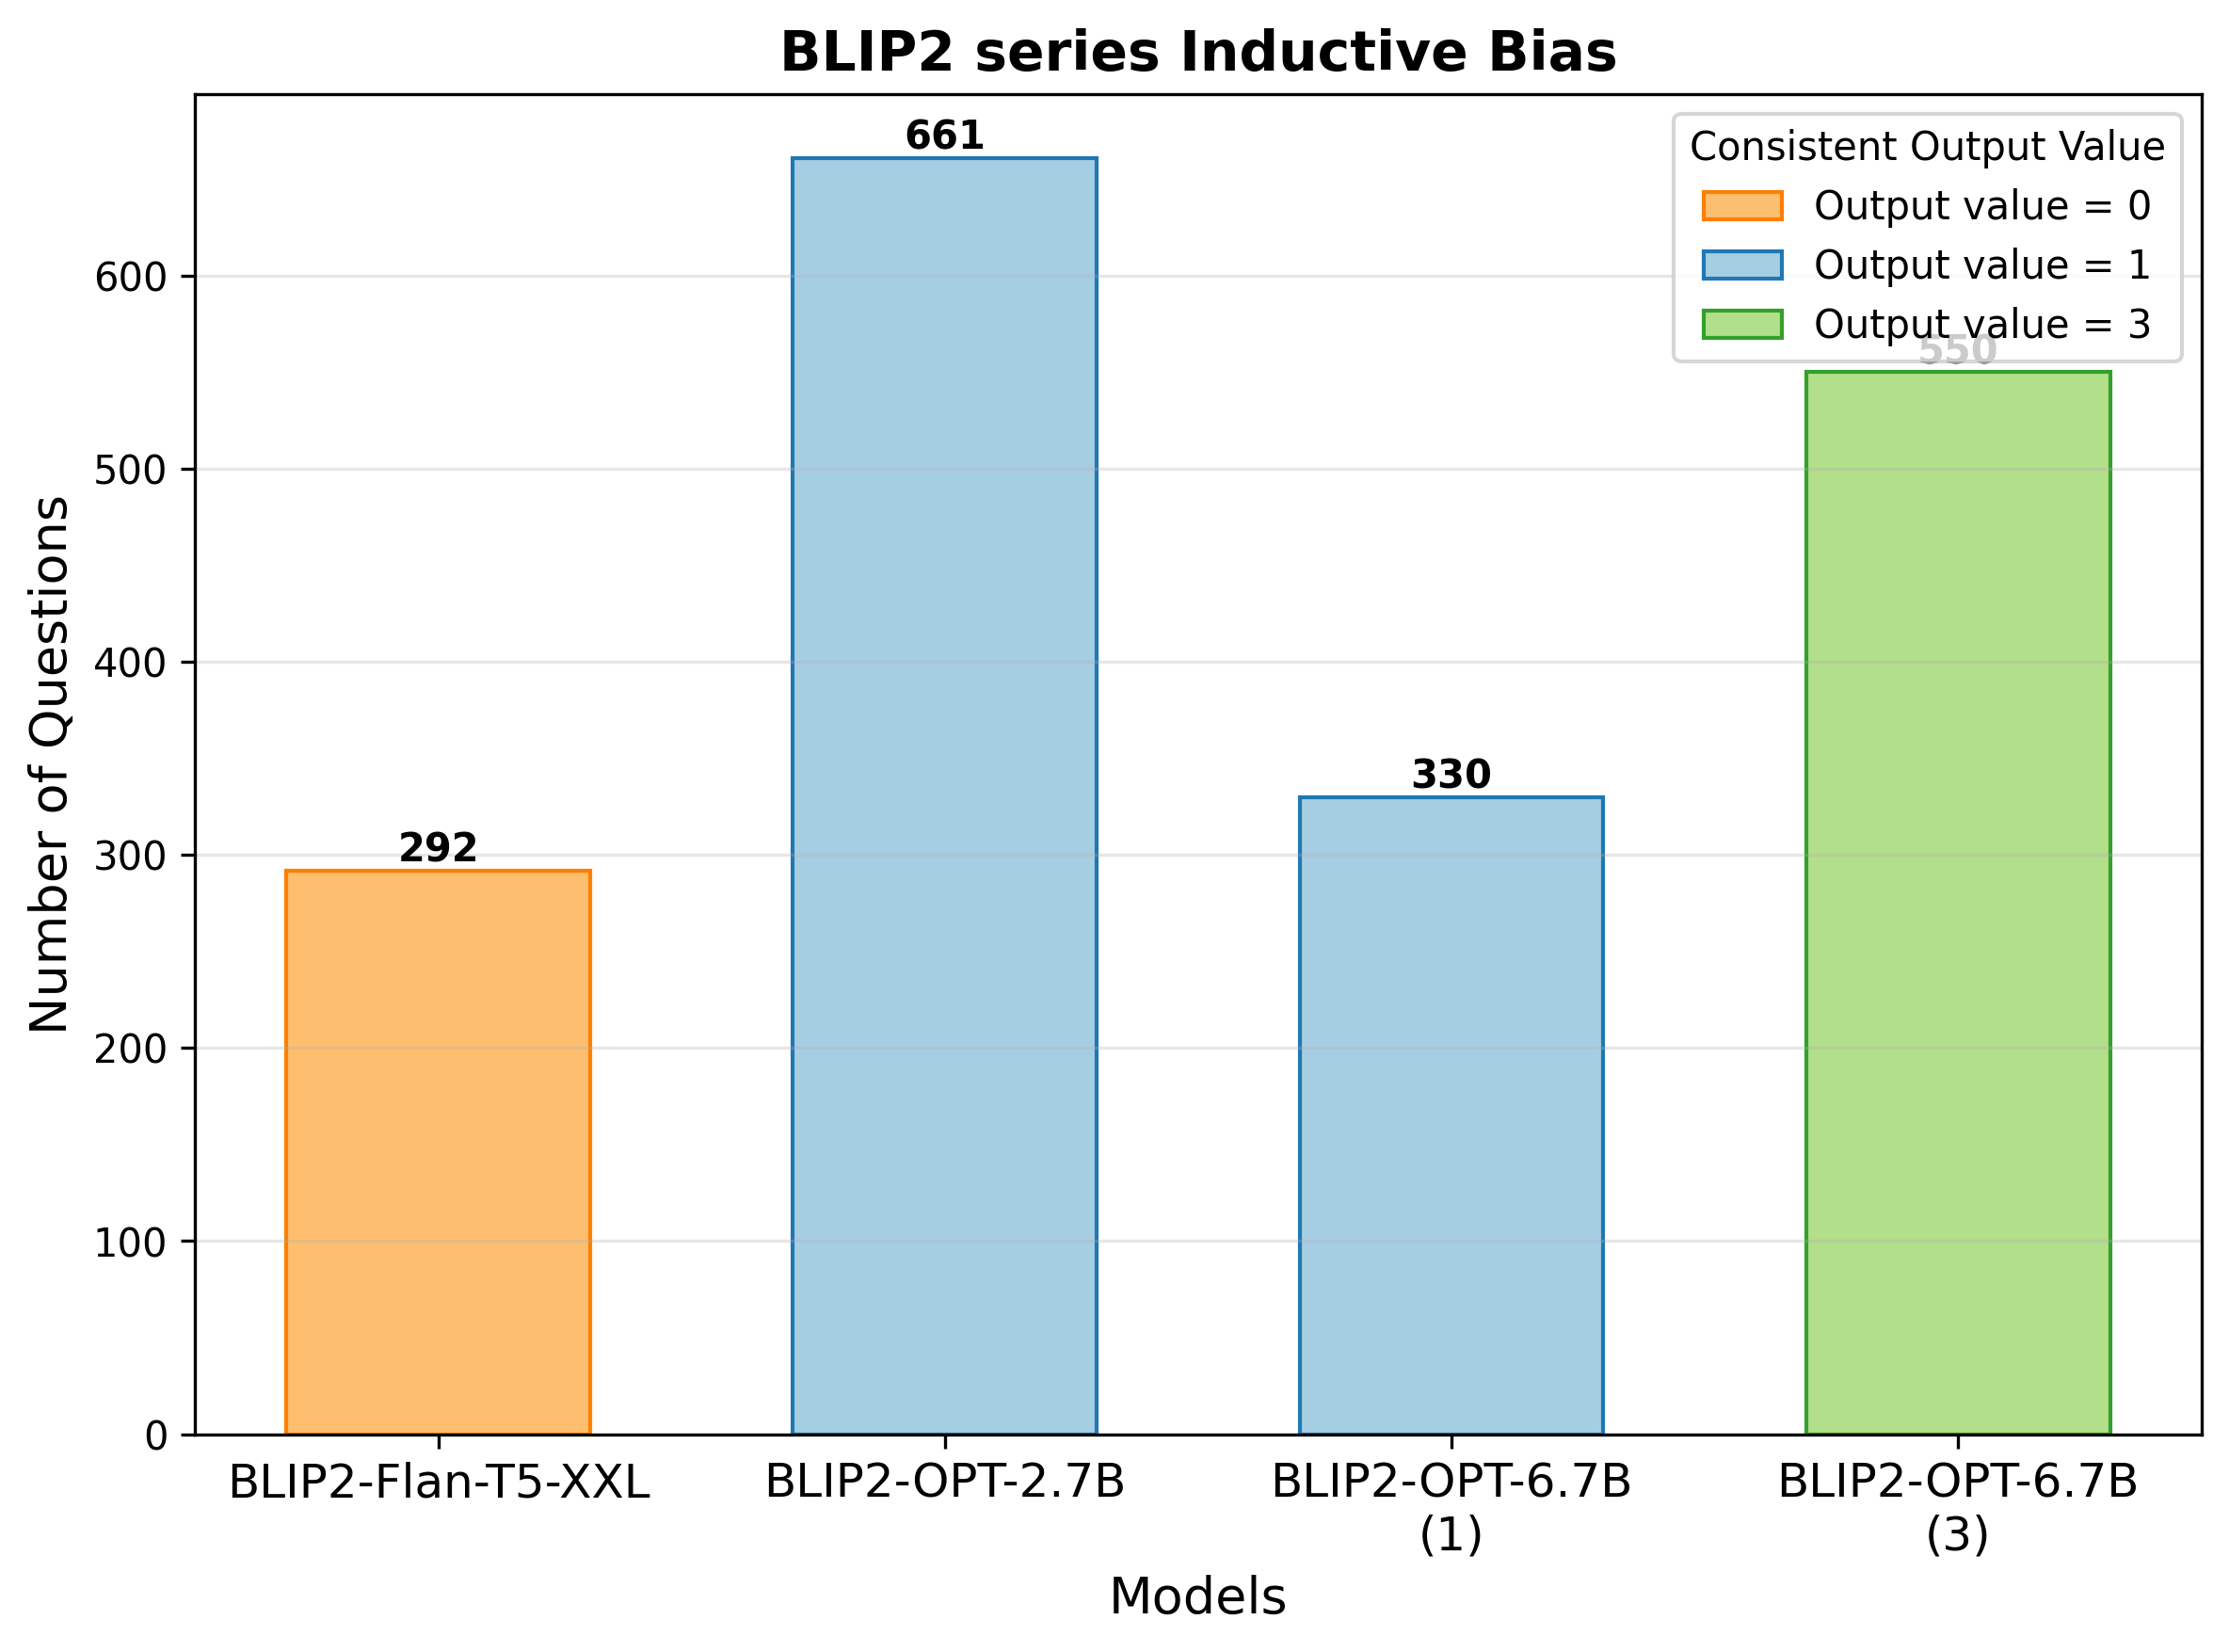 BLIP2 series Inductive Bias
Consistent Output Value
Output value = 0
Output value = 1
Output value = 3
661
550
330
292
Number of Questions
600
500
400
300
200
100
0
BLIP2-Flan-T5-XXL
BLIP2-OPT-2.7B
BLIP2-OPT-6.7B
(1)
BLIP2-OPT-6.7B
(3)
Models